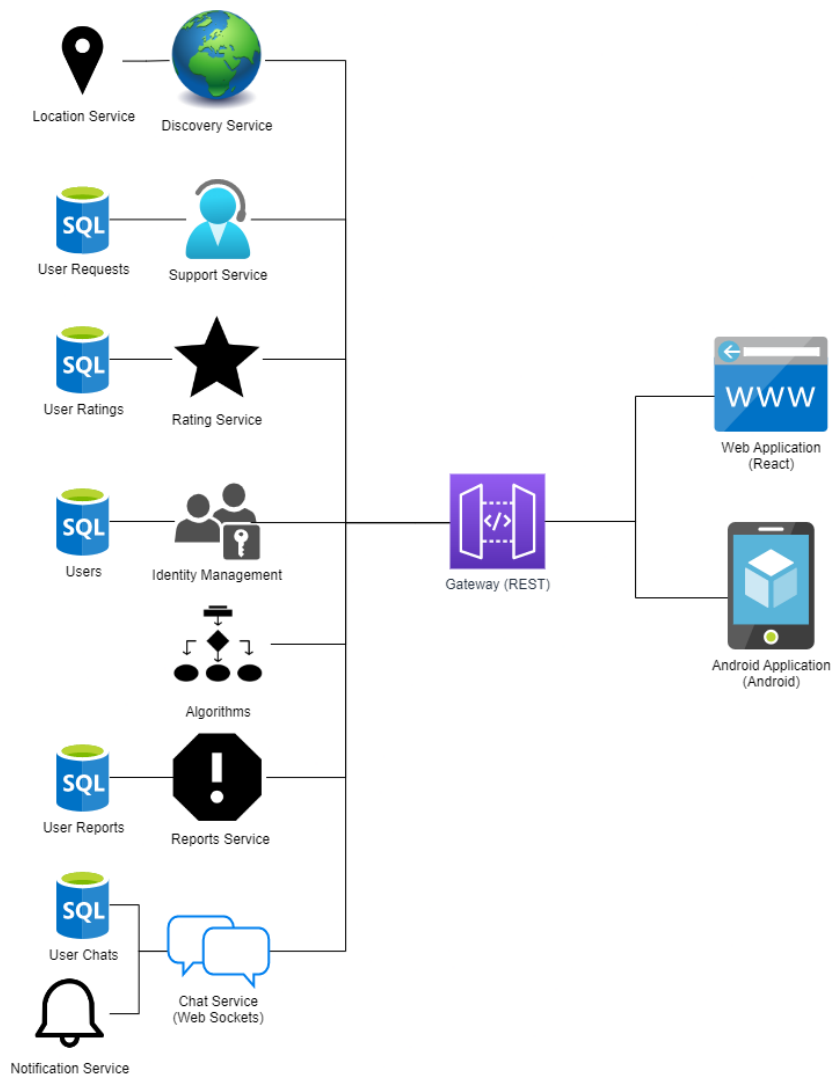 Location Service
Discovery Service
SQL
User Requests
Support Service
SQL
User Ratings
Rating Service
WWW
Web Application
(React)
SQL
Users
Identity Management
</>
Gateway (REST)
Algorithms
Android Application
(Android)
SQL
User Reports
!
Reports Service
SQL
User Chats
Chat Service
(Web Sockets)
Notification Service